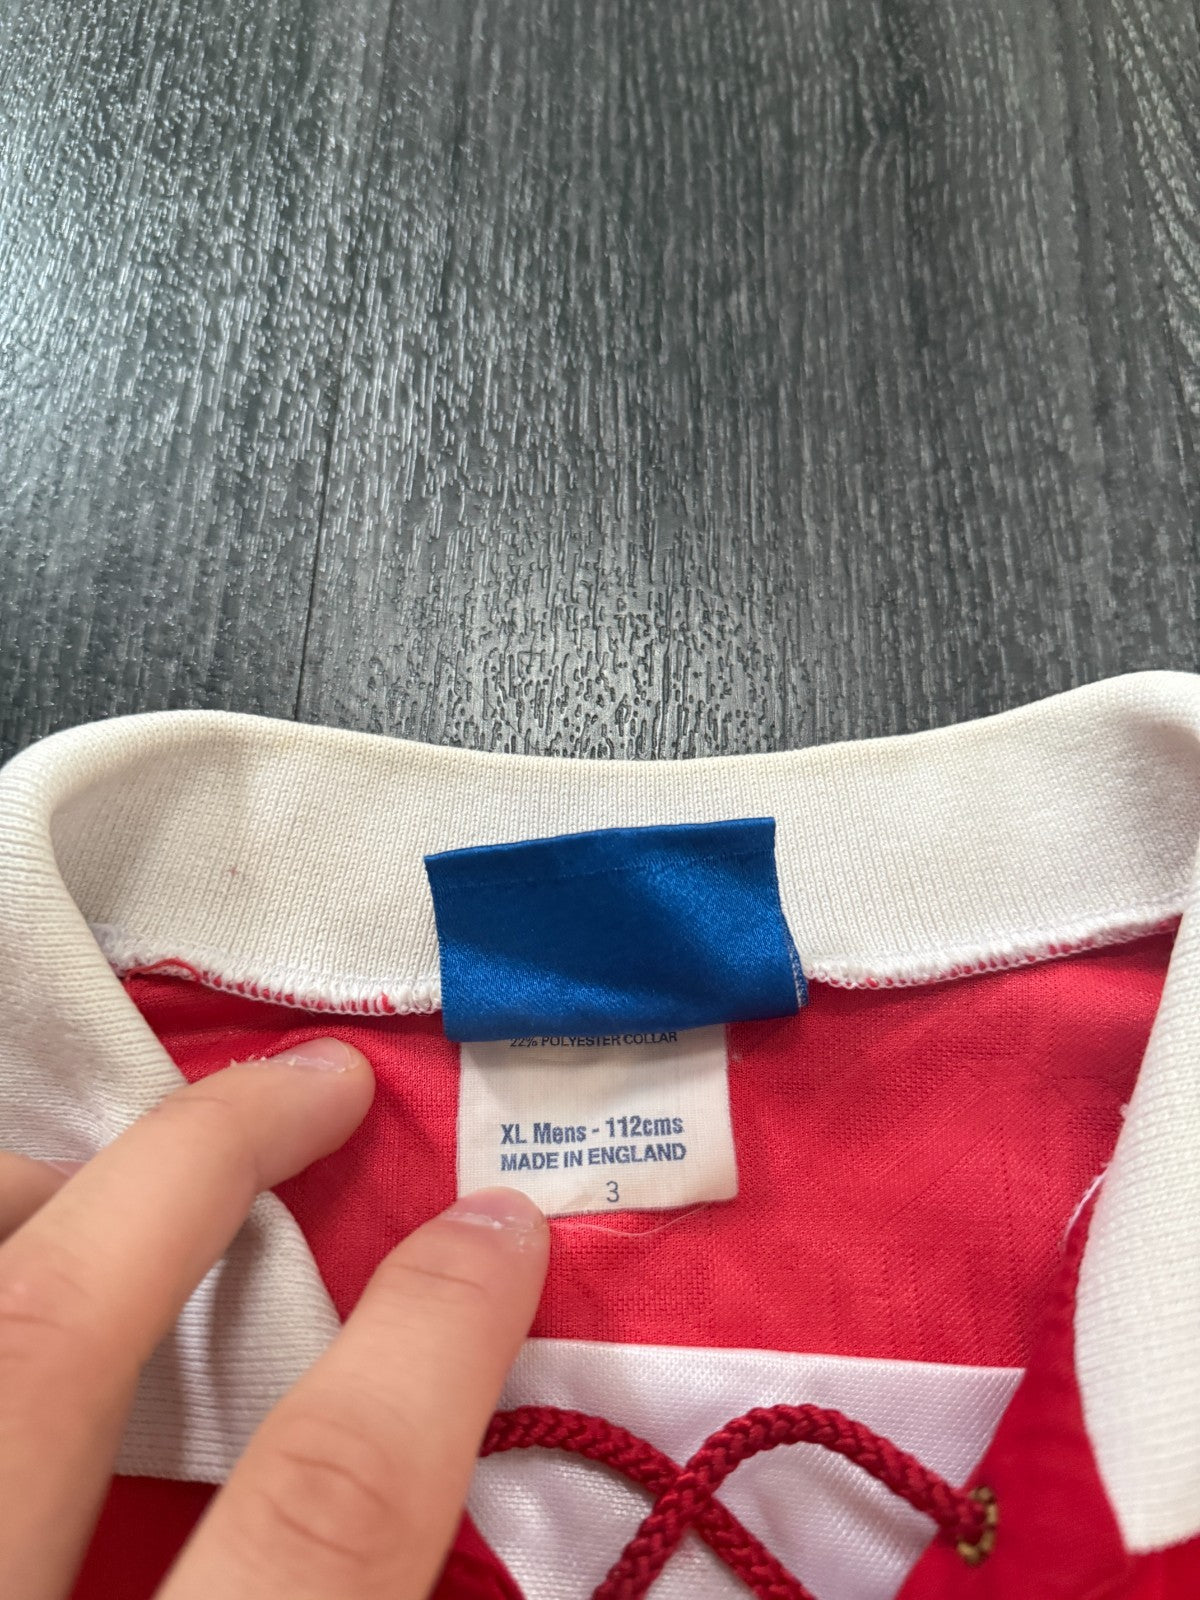 22% POLYESTER COLLAR
XL Mens - 112cms
MADE IN ENGLAND
3